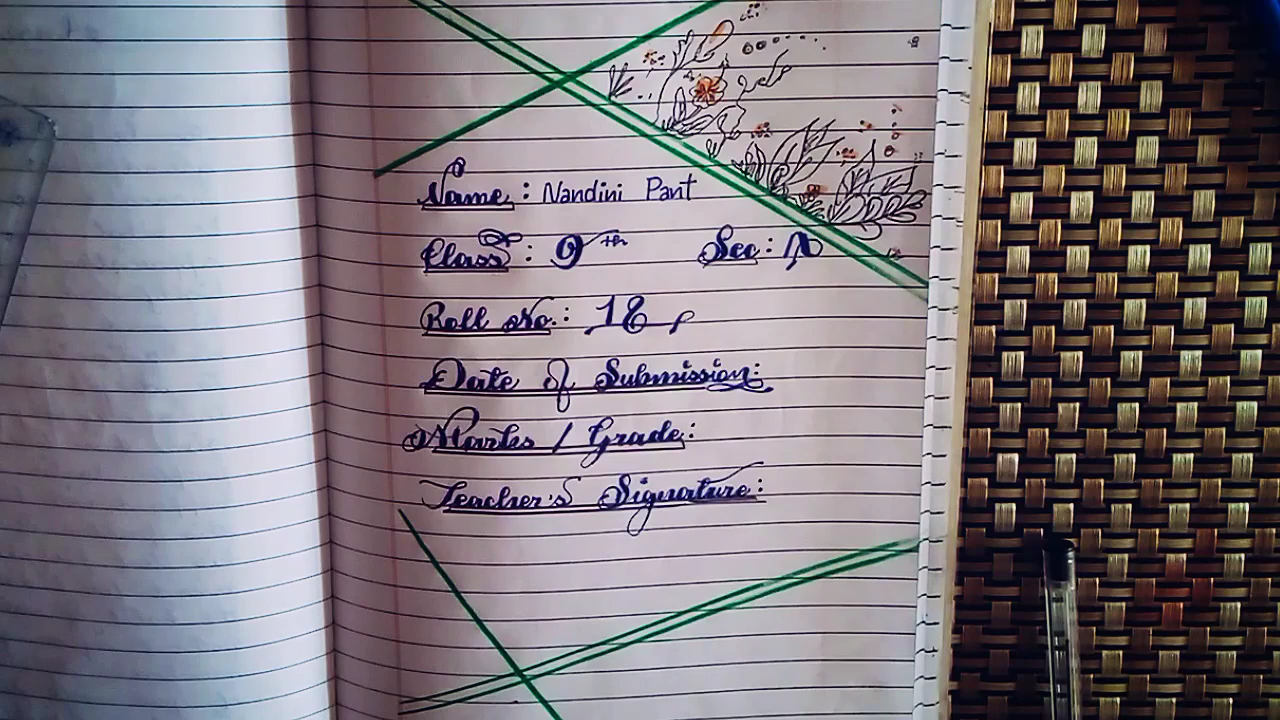 Name: Nandini Pant
Class: 9th Sec: A
Roll No.: 18
Date of Submission:
Marks / Grade:
Teacher's Signature: